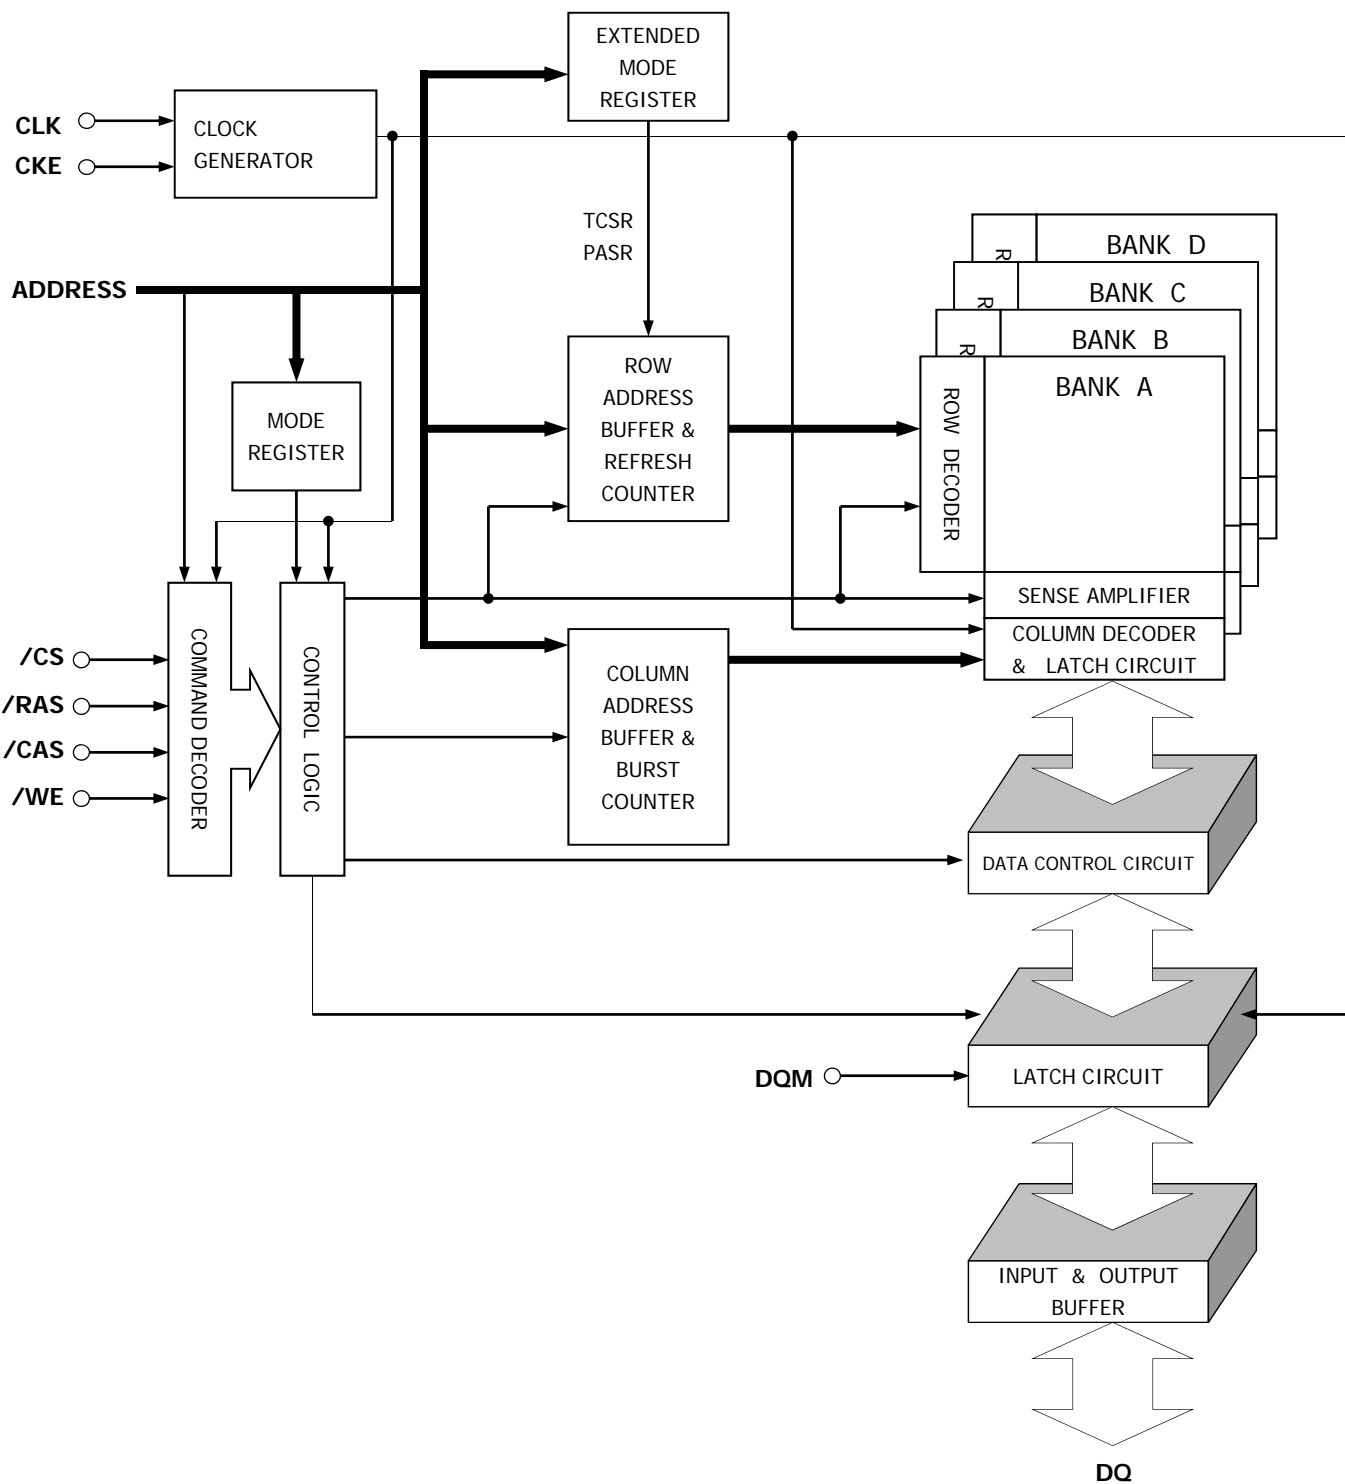 EXTENDED
MODE
REGISTER
CLK
CKE
CLOCK
GENERATOR
TCSR
PASR
ADDRESS
MODE
REGISTER
ROW
ADDRESS
BUFFER &
REFRESH
COUNTER
R
BANK D
R
BANK C
R
BANK B
BANK A
ROW DECODER
SENSE AMPLIFIER
COLUMN DECODER
& LATCH CIRCUIT
/CS
/RAS
/CAS
/WE
COMMAND DECODER
CONTROL LOGIC
COLUMN
ADDRESS
BUFFER &
BURST
COUNTER
DATA CONTROL CIRCUIT
DQM
LATCH CIRCUIT
INPUT & OUTPUT
BUFFER
DQ